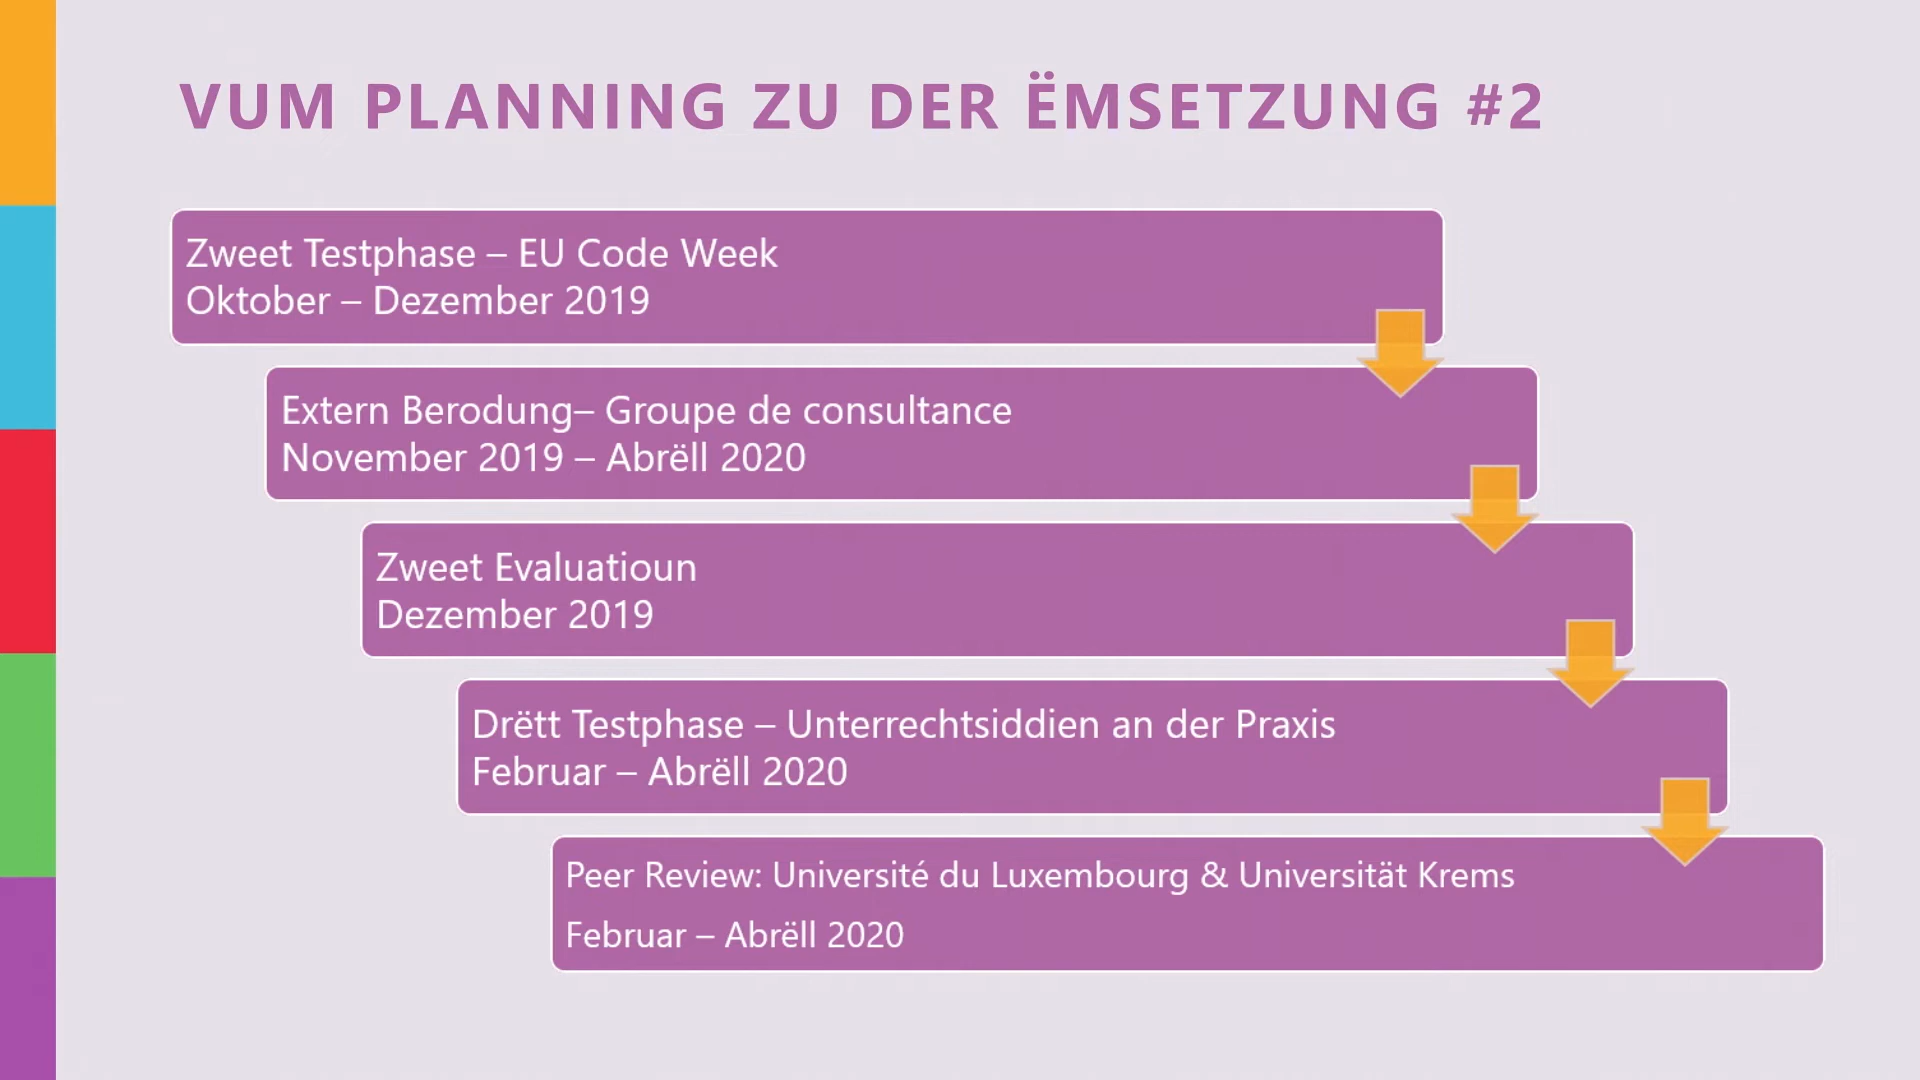 VUM PLANNING ZU DER ËMSETZUNG #2
Zweet Testphase – EU Code Week
Oktober – Dezember 2019
Extern Berodung– Groupe de consultance
November 2019 – Abrëll 2020
Zweet Evaluatioun
Dezember 2019
Drëtt Testphase – Unterrechtsiddien an der Praxis
Februar – Abrëll 2020
Peer Review: Université du Luxembourg & Universität Krems
Februar – Abrëll 2020